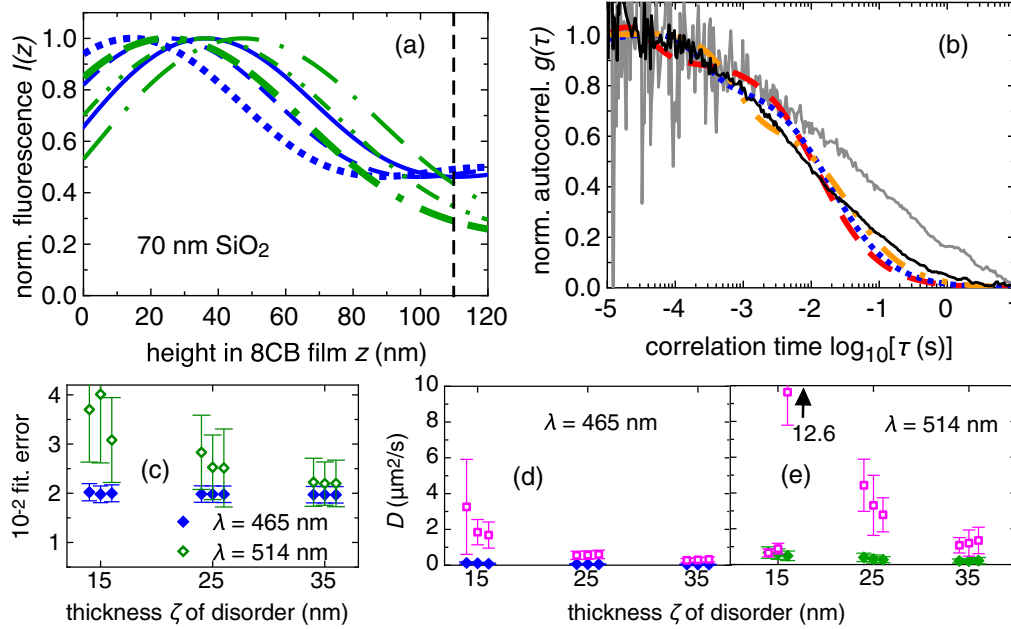 norm. fluorescence I(z)
1.0
0.8
0.6
0.4
0.2
0.0
(a)
70 nm SiO₂
0 20 40 60 80 100 120
height in 8CB film z (nm)
norm. autocorrel. g(τ)
1.0
0.8
0.6
0.4
0.2
0.0
(b)
-5 -4 -3 -2 -1 0 1
correlation time log₁₀[τ (s)]
10⁻² fit. error
4
3
2
1
(c)
λ = 465 nm
λ = 514 nm
15 25 35
thickness ζ of disorder (nm)
D (μm²/s)
10
8
6
4
2
0
λ = 465 nm
(d)
15 25 35
12.6
λ = 514 nm
(e)
15 25 35
thickness ζ of disorder (nm)